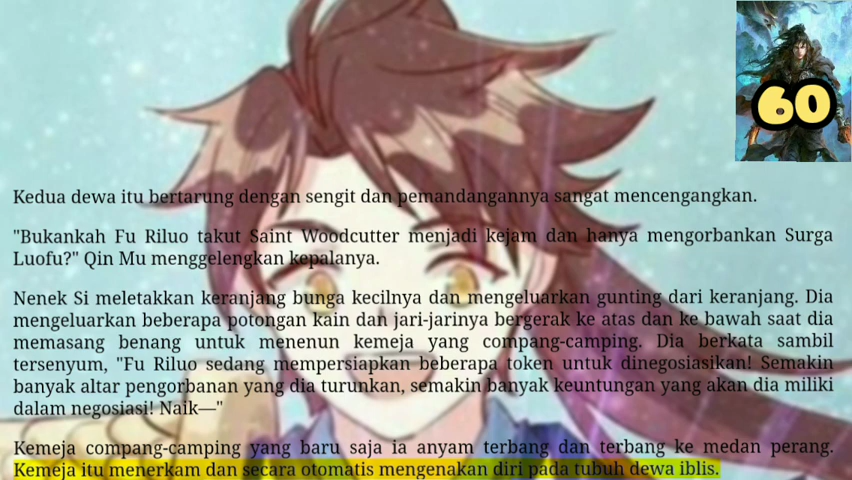 60
Kedua dewa itu bertarung dengan sengit dan pemandangannya sangat mencengangkan.
"Bukankah Fu Riluo takut Saint Woodcutter menjadi kejam dan hanya mengorbankan Surga
Luofu?" Qin Mu menggelengkan kepalanya.
Nenek Si meletakkan keranjang bunga kecilnya dan mengeluarkan gunting dari keranjang. Dia
mengeluarkan beberapa potongan kain dan jari-jarinya bergerak ke atas dan ke bawah saat dia
memasang benang untuk menenun kemeja yang compang-camping. Dia berkata sambil
tersenyum, "Fu Riluo sedang mempersiapkan beberapa token untuk dinegosiasikan! Semakin
banyak altar pengorbanan yang dia turunkan, semakin banyak keuntungan yang akan dia miliki
dalam negosiasi! Naik—"
Kemeja compang-camping yang baru saja ia anyam terbang dan terbang ke medan perang.
Kemeja itu menerkam dan secara otomatis mengenakan diri pada tubuh dewa iblis.